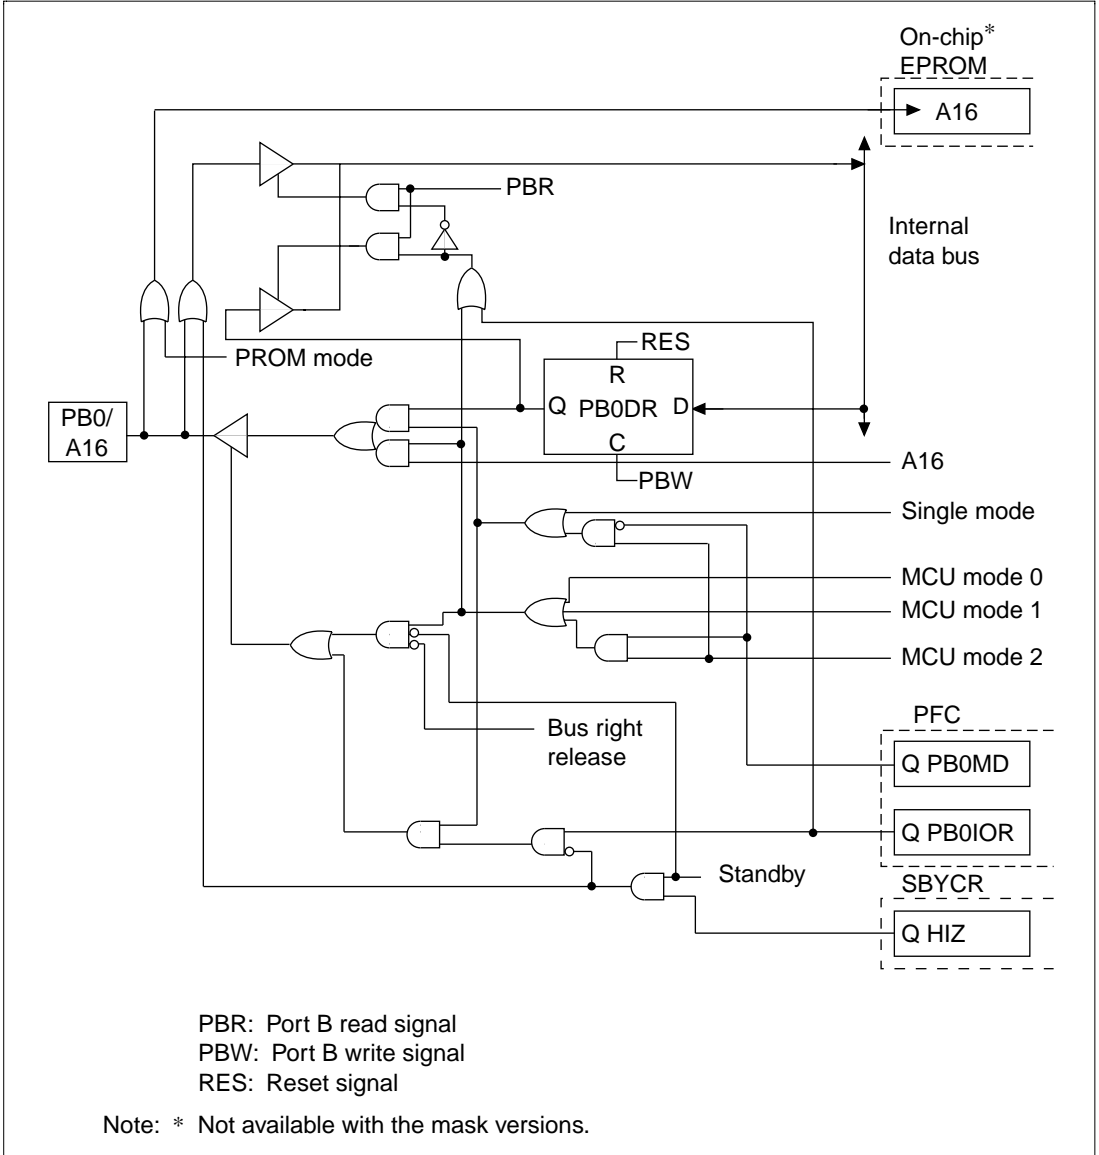 On-chip*
EPROM
A16
PBR
Internal
data bus
RES
PROM mode
R
Q PB0DR D
C
PB0/
A16
A16
PBW
Single mode
MCU mode 0
MCU mode 1
MCU mode 2
PFC
Bus right
release
Q PB0MD
Q PB0IOR
Standby
SBYCR
Q HIZ
PBR: Port B read signal
PBW: Port B write signal
RES: Reset signal
Note: * Not available with the mask versions.